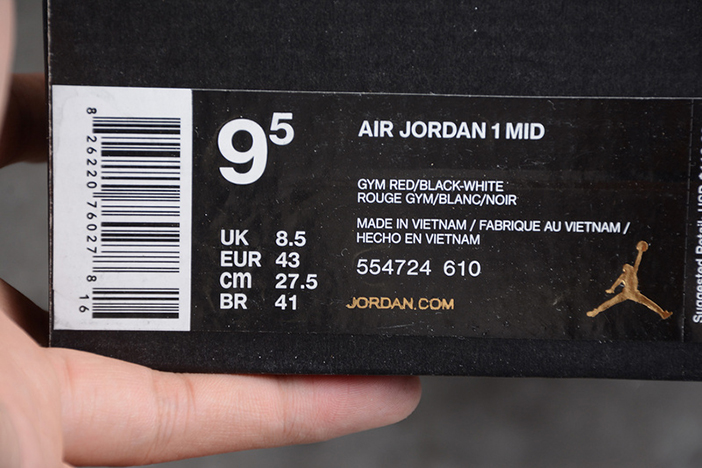 8 26220 76027 8 16
9 5
UK 8.5
EUR 43
cm 27.5
BR 41
AIR JORDAN 1 MID
GYM RED/BLACK-WHITE
ROUGE GYM/BLANC/NOIR
MADE IN VIETNAM / FABRIQUE AU VIETNAM /
HECHO EN VIETNAM
554724 610
JORDAN.COM
Suggested Retail: USD